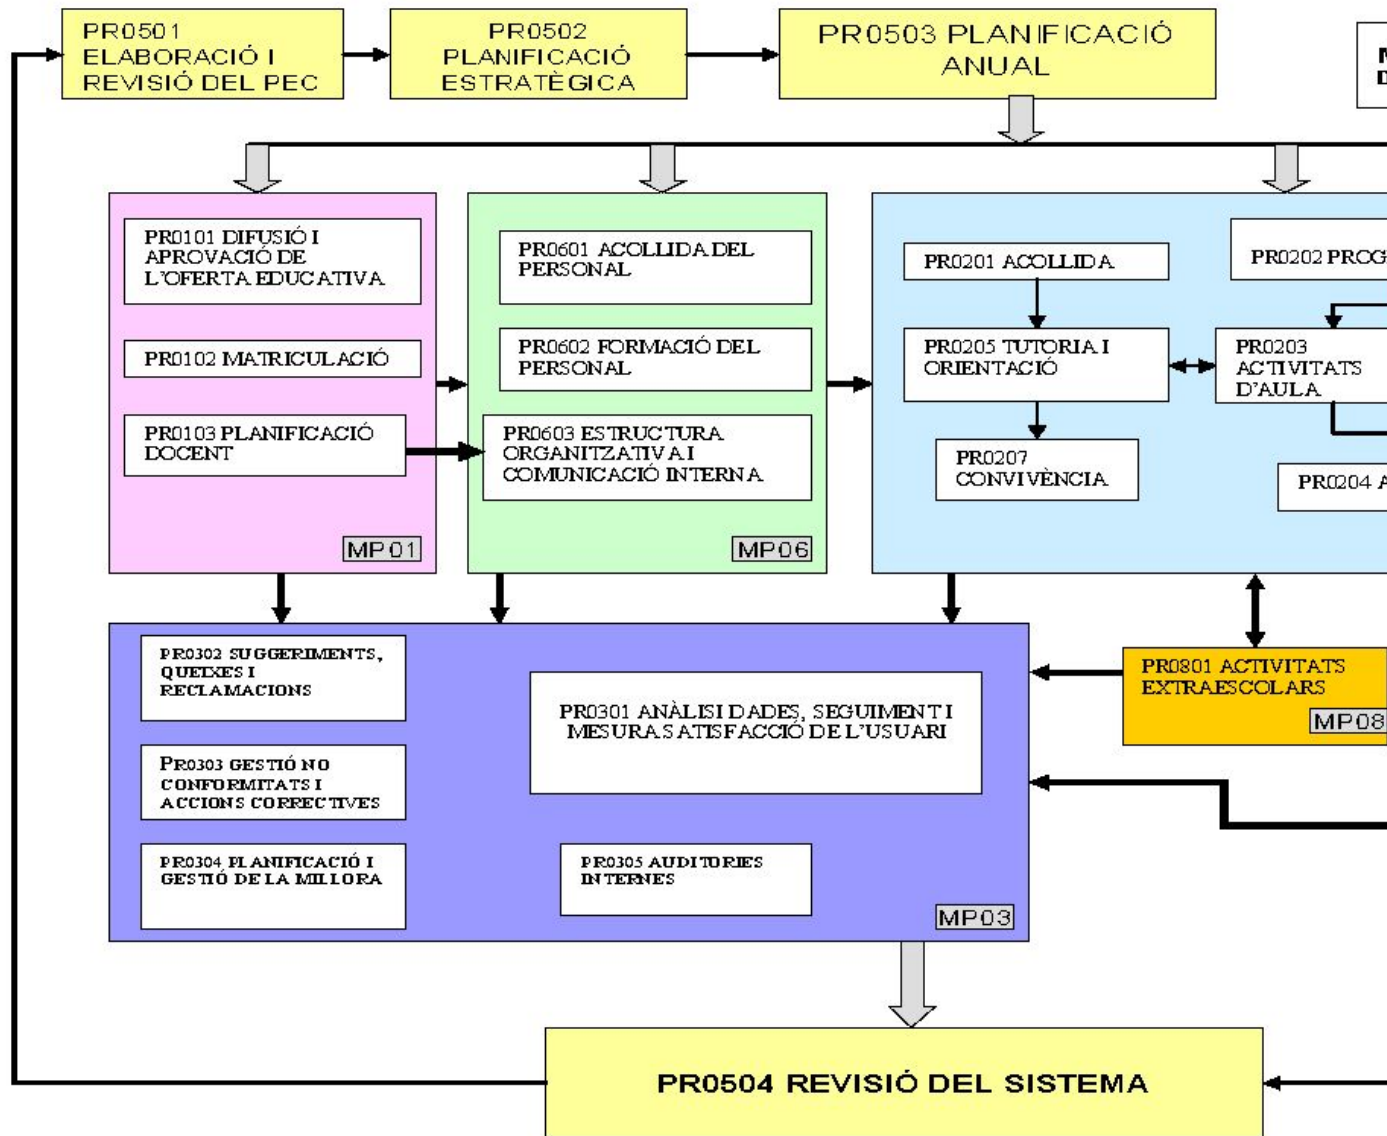 PR0501
ELABORACIÓ I
REVISIÓ DEL PEC
PR0502
PLANIFICACIÓ
ESTRATÈGICA
PR0503 PLANIFICACIÓ
ANUAL
PR0101 DIFUSIÓ I
APROVACIÓ DE
L'OFERTA EDUCATIVA
PR0102 MATRICULACIÓ
PR0103 PLANIFICACIÓ
DOCENT
MP01
PR0601 ACOLLIDA DEL
PERSONAL
PR0602 FORMACIÓ DEL
PERSONAL
PR0603 ESTRUCTURA
ORGANITZATIVA I
COMUNICACIÓ INTERNA
MP06
PR0201 ACOLLIDA
PR0205 TUTORIA I
ORIENTACIÓ
PR0207
CONVIVÈNCIA
PR0202 PROG
PR0203
ACTIVITATS
D'AULA
PR0204 A
PR0302 SUGGERIMENTS,
QUEIXES I
RECLAMACIONS
PR0303 GESTIÓ NO
CONFORMITATS I
ACCIONS CORRECTIVES
PR0304 PLANIFICACIÓ I
GESTIÓ DE LA MILLORA
PR0301 ANÀLISI DADES, SEGUIMENT I
MESURA SATISFACCIÓ DE L'USUARI
PR0305 AUDITORIES
INTERNES
MP03
PR0801 ACTIVITATS
EXTRAESCOLARS
MP08
PR0504 REVISIÓ DEL SISTEMA